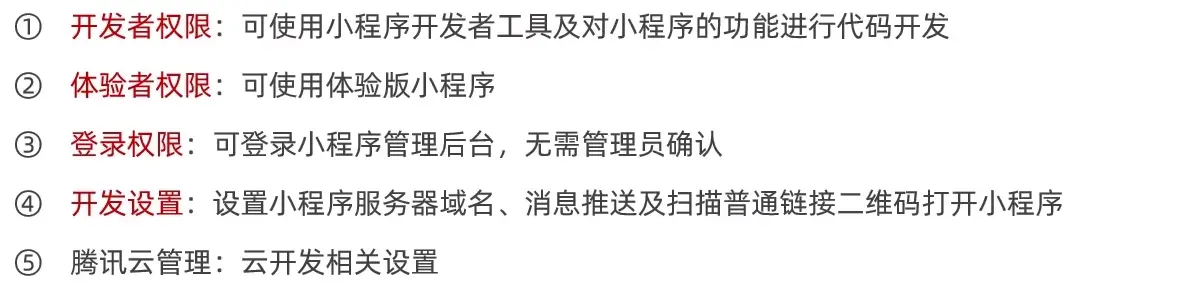 ① 开发者权限：可使用小程序开发者工具及对小程序的功能进行代码开发
② 体验者权限：可使用体验版小程序
③ 登录权限：可登录小程序管理后台，无需管理员确认
④ 开发设置：设置小程序服务器域名、消息推送及扫描普通链接二维码打开小程序
⑤ 腾讯云管理：云开发相关设置